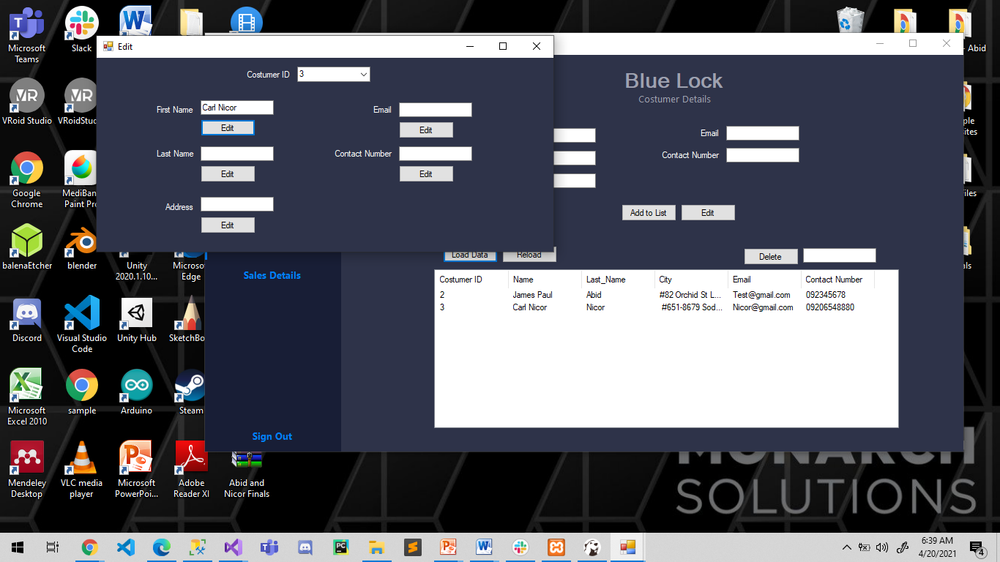 Microsoft
Teams
Slack
- Abid
Edit
Costumer ID
3
First Name
Carl Nicor
Edit
Email
Edit
Last Name
Edit
Contact Number
Edit
Address
Edit
Blue Lock
Costumer Details
Email
Contact Number
Add to List
Edit
Load Data
Reload
Delete
Sales Details
Sign Out
Costumer ID Name Last_Name City Email Contact Number
2 James Paul Abid #82 Orchid St L... Test@gmail.com 092345678
3 Carl Nicor Nicor #651-8679 Sod... Nicor@gmail.com 09206548880
VR
VRoid Studio
VR
VRoidStud
Google
Chrome
MediBan
Paint Pro
balenaEtcher
blender
Unity
2020.1.10...
Microso
Edge
Discord
Visual Studio
Code
Unity Hub
SketchBo
Microsoft
Excel 2010
sample
Arduino
Steam
Mendeley
Desktop
VLC media
player
Microsoft
PowerPoi...
Adobe
Reader XI
Abid and
Nicor Finals
MONARCH
SOLUTIONS
6:39 AM
4/20/2021
4